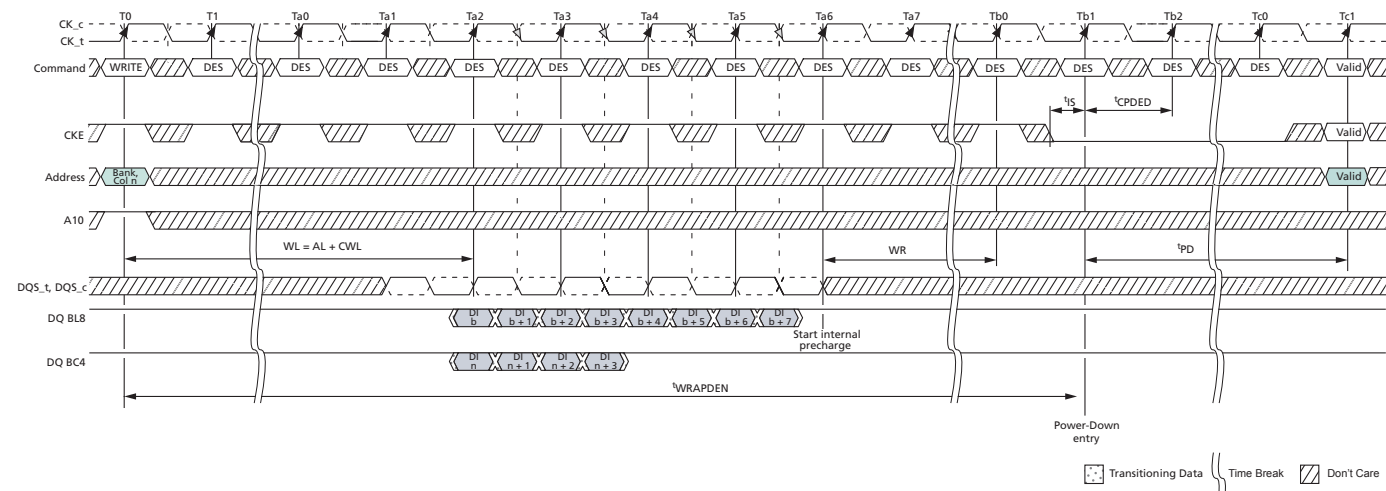 T0 T1 Ta0 Ta1 Ta2 Ta3 Ta4 Ta5 Ta6 Ta7 Tb0 Tb1 Tb2 Tc0 Tc1
CK_c
CK_t
Command WRITE DES DES DES DES DES DES DES DES DES DES DES DES DES Valid
tIS tCPDED
CKE Valid
Address Bank, Col n Valid
A10
WL = AL + CWL WR tPD
DQS_t, DQS_c
DQ BL8 DI b DI b + 1 DI b + 2 DI b + 3 DI b + 4 DI b + 5 DI b + 6 DI b + 7
Start internal
precharge
DQ BC4 DI n DI n + 1 DI n + 2 DI n + 3
tWRAPDEN
Power-Down
entry
Transitioning Data Time Break Don't Care